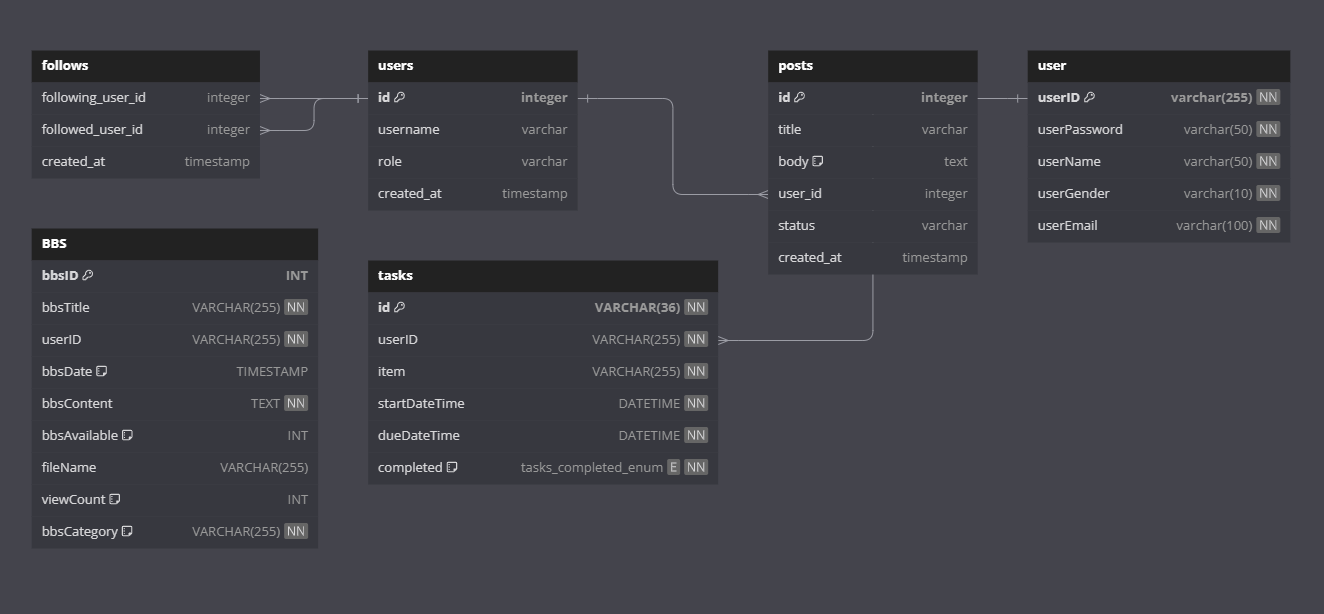 follows
following_user_id integer
followed_user_id integer
created_at timestamp
users
id integer
username varchar
role varchar
created_at timestamp
posts
id integer
title varchar
body text
user_id integer
status varchar
created_at timestamp
user
userID varchar(255) NN
userPassword varchar(50) NN
userName varchar(50) NN
userGender varchar(10) NN
userEmail varchar(100) NN
BBS
bbsID INT
bbsTitle VARCHAR(255) NN
userID VARCHAR(255) NN
bbsDate TIMESTAMP
bbsContent TEXT NN
bbsAvailable INT
fileName VARCHAR(255)
viewCount INT
bbsCategory VARCHAR(255) NN
tasks
id VARCHAR(36) NN
userID VARCHAR(255) NN
item VARCHAR(255) NN
startDateTime DATETIME NN
dueDateTime DATETIME NN
completed tasks_completed_enum E NN